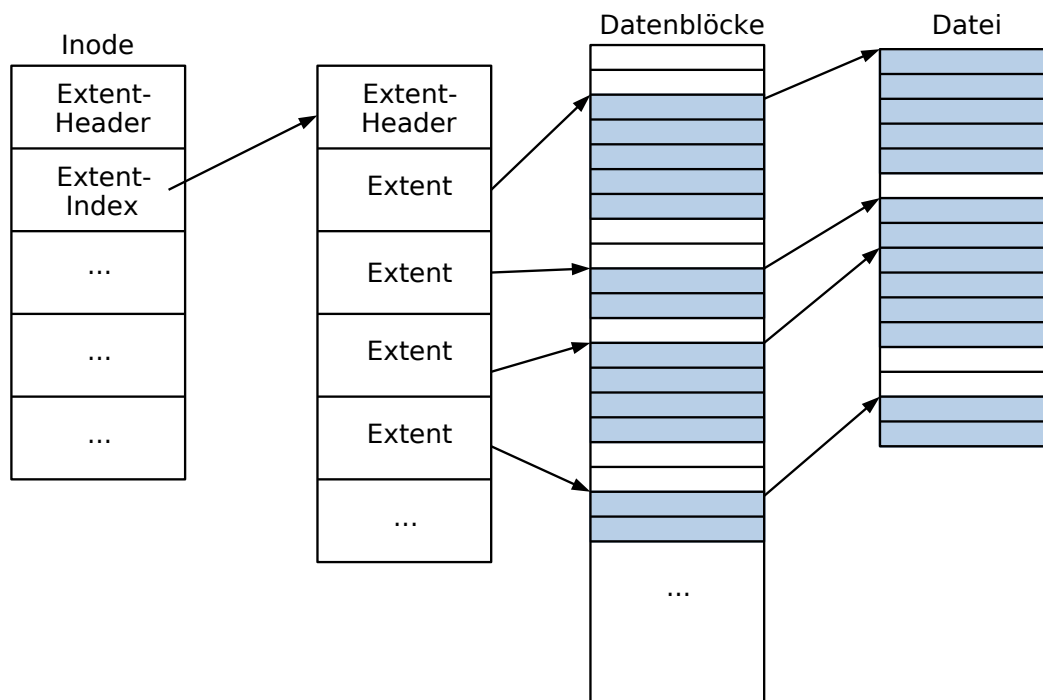 Inode
Extent-
Header
Extent-
Index
...
...
...
Extent-
Header
Extent
Extent
Extent
Extent
...
Datenblöcke
...
Datei